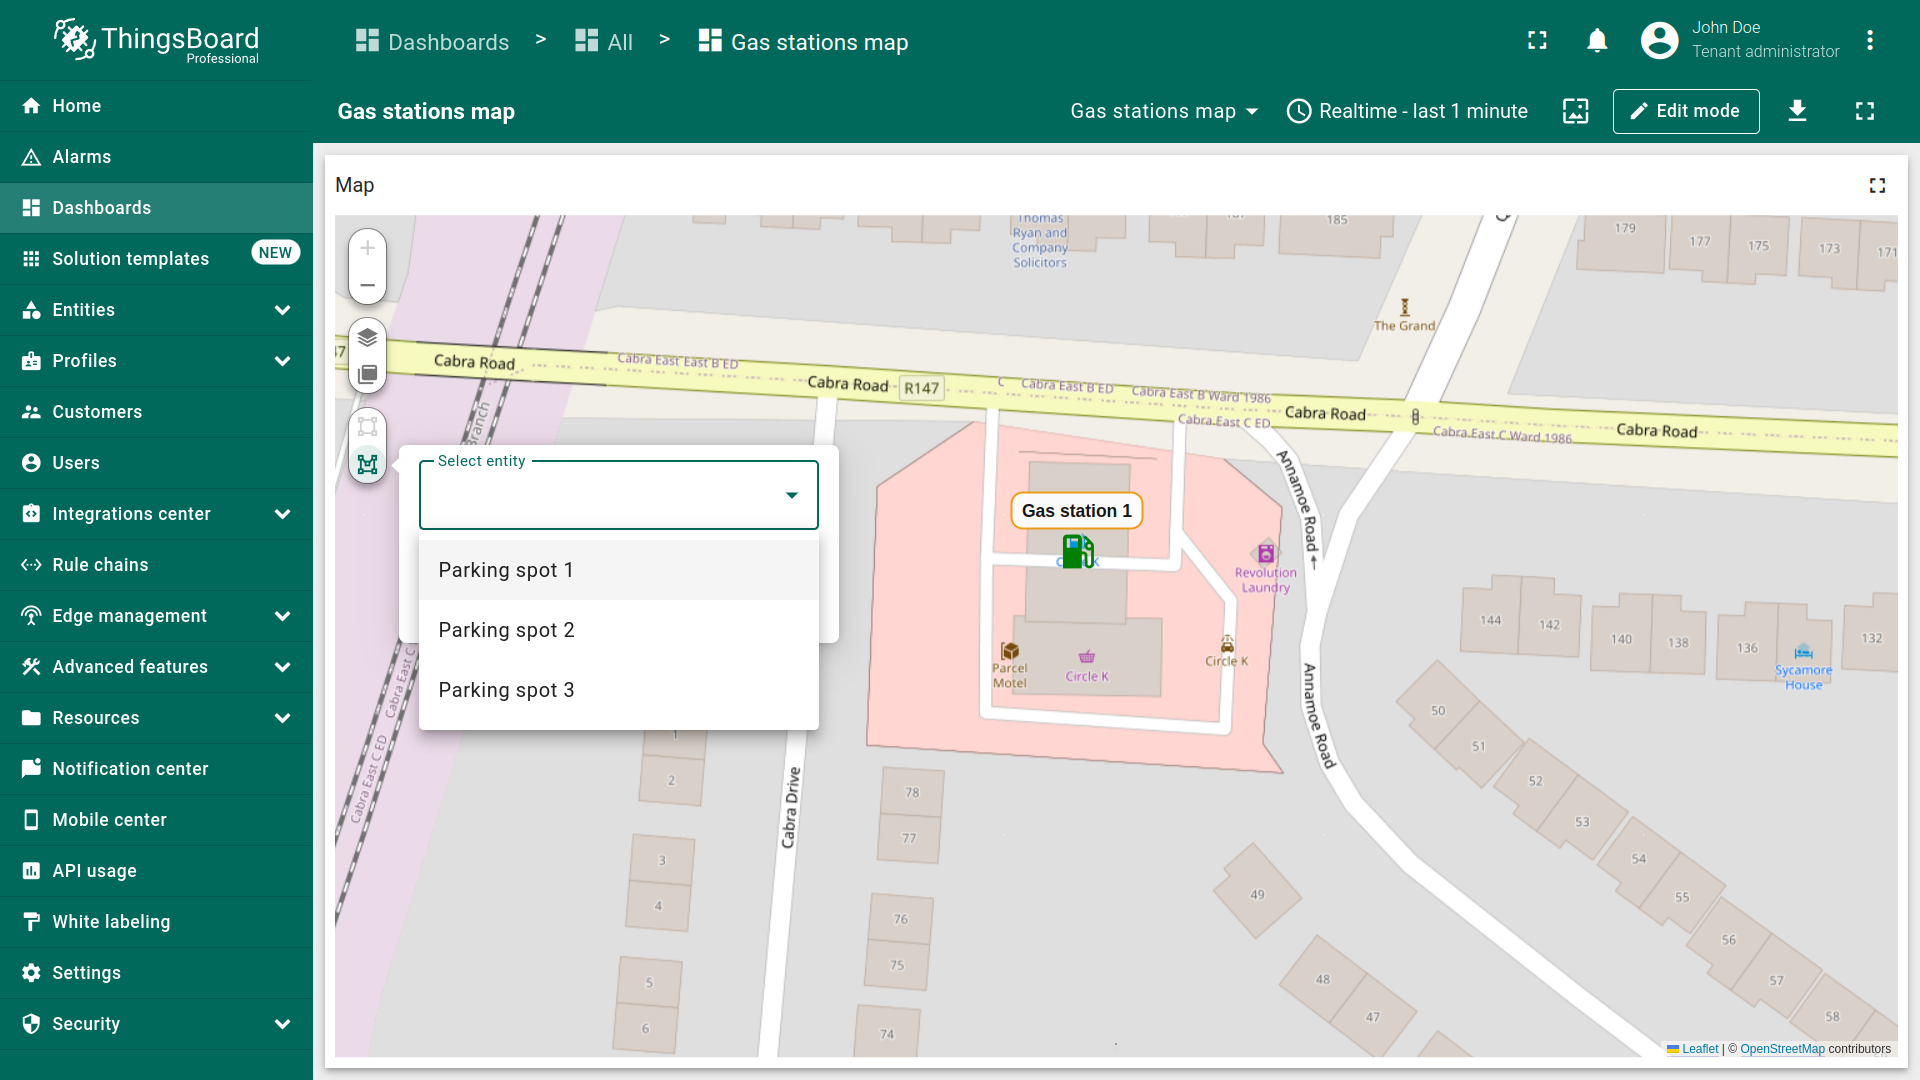 ThingsBoard
Professional
Dashboards > All > Gas stations map
John Doe
Tenant administrator
Gas stations map
Gas stations map
Realtime - last 1 minute
Edit mode
Home
Alarms
Dashboards
Solution templates
NEW
Entities
Profiles
Customers
Users
Integrations center
Rule chains
Edge management
Advanced features
Resources
Notification center
Mobile center
API usage
White labeling
Settings
Security
Map
+
−
Select entity
Parking spot 1
Parking spot 2
Parking spot 3
Thomas
Ryan and
Company
Solicitors
185
179
177
175
173
171
The Grand
Cabra Road
Cabra East East B ED
Cabra Road
R147
C
Cabra East B ED
Cabra East B Ward 1986
Cabra East C ED
Cabra Road
Cabra East C Ward 1986
Cabra Road
Branch
Annamoe Road
Gas station 1
Revolution
Laundry
Parcel
Motel
Circle K
Circle K
144
142
140
138
136
132
Sycamore
House
Annamoe Road
Cabra East C
Cabra East C ED
Cabra Drive
1
2
3
4
5
6
78
77
76
75
74
50
51
52
53
54
55
56
57
58
49
48
47
Leaflet | © OpenStreetMap contributors